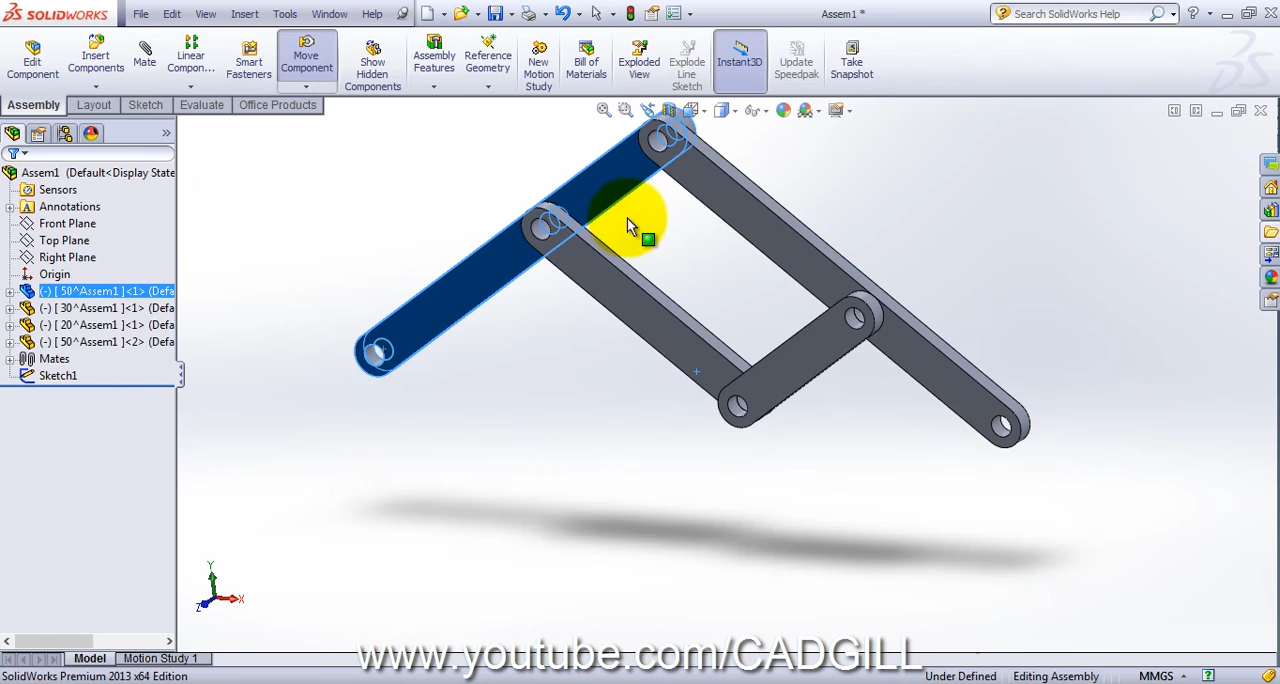 SOLIDWORKS File Edit View Insert Tools Window Help Assem1 * Search SolidWorks Help
Edit Component
Insert Components
Mate
Linear Compon...
Smart Fasteners
Move Component
Show Hidden Components
Assembly Features
Reference Geometry
New Motion Study
Bill of Materials
Exploded View
Explode Line Sketch
Instant3D
Update Speedpak
Take Snapshot
Assembly Layout Sketch Evaluate Office Products
Assem1 (Default<Display State
Sensors
Annotations
Front Plane
Top Plane
Right Plane
Origin
(-) [ 50^Assem1 ]<1> (Defa
(-) [ 30^Assem1 ]<1> (Defa
(-) [ 20^Assem1 ]<1> (Defa
(-) [ 50^Assem1 ]<2> (Defa
Mates
Sketch1
Y
Z
X
Model Motion Study 1
www.youtube.com/CADGILL
SolidWorks Premium 2013 x64 Edition Under Defined Editing Assembly MMGS